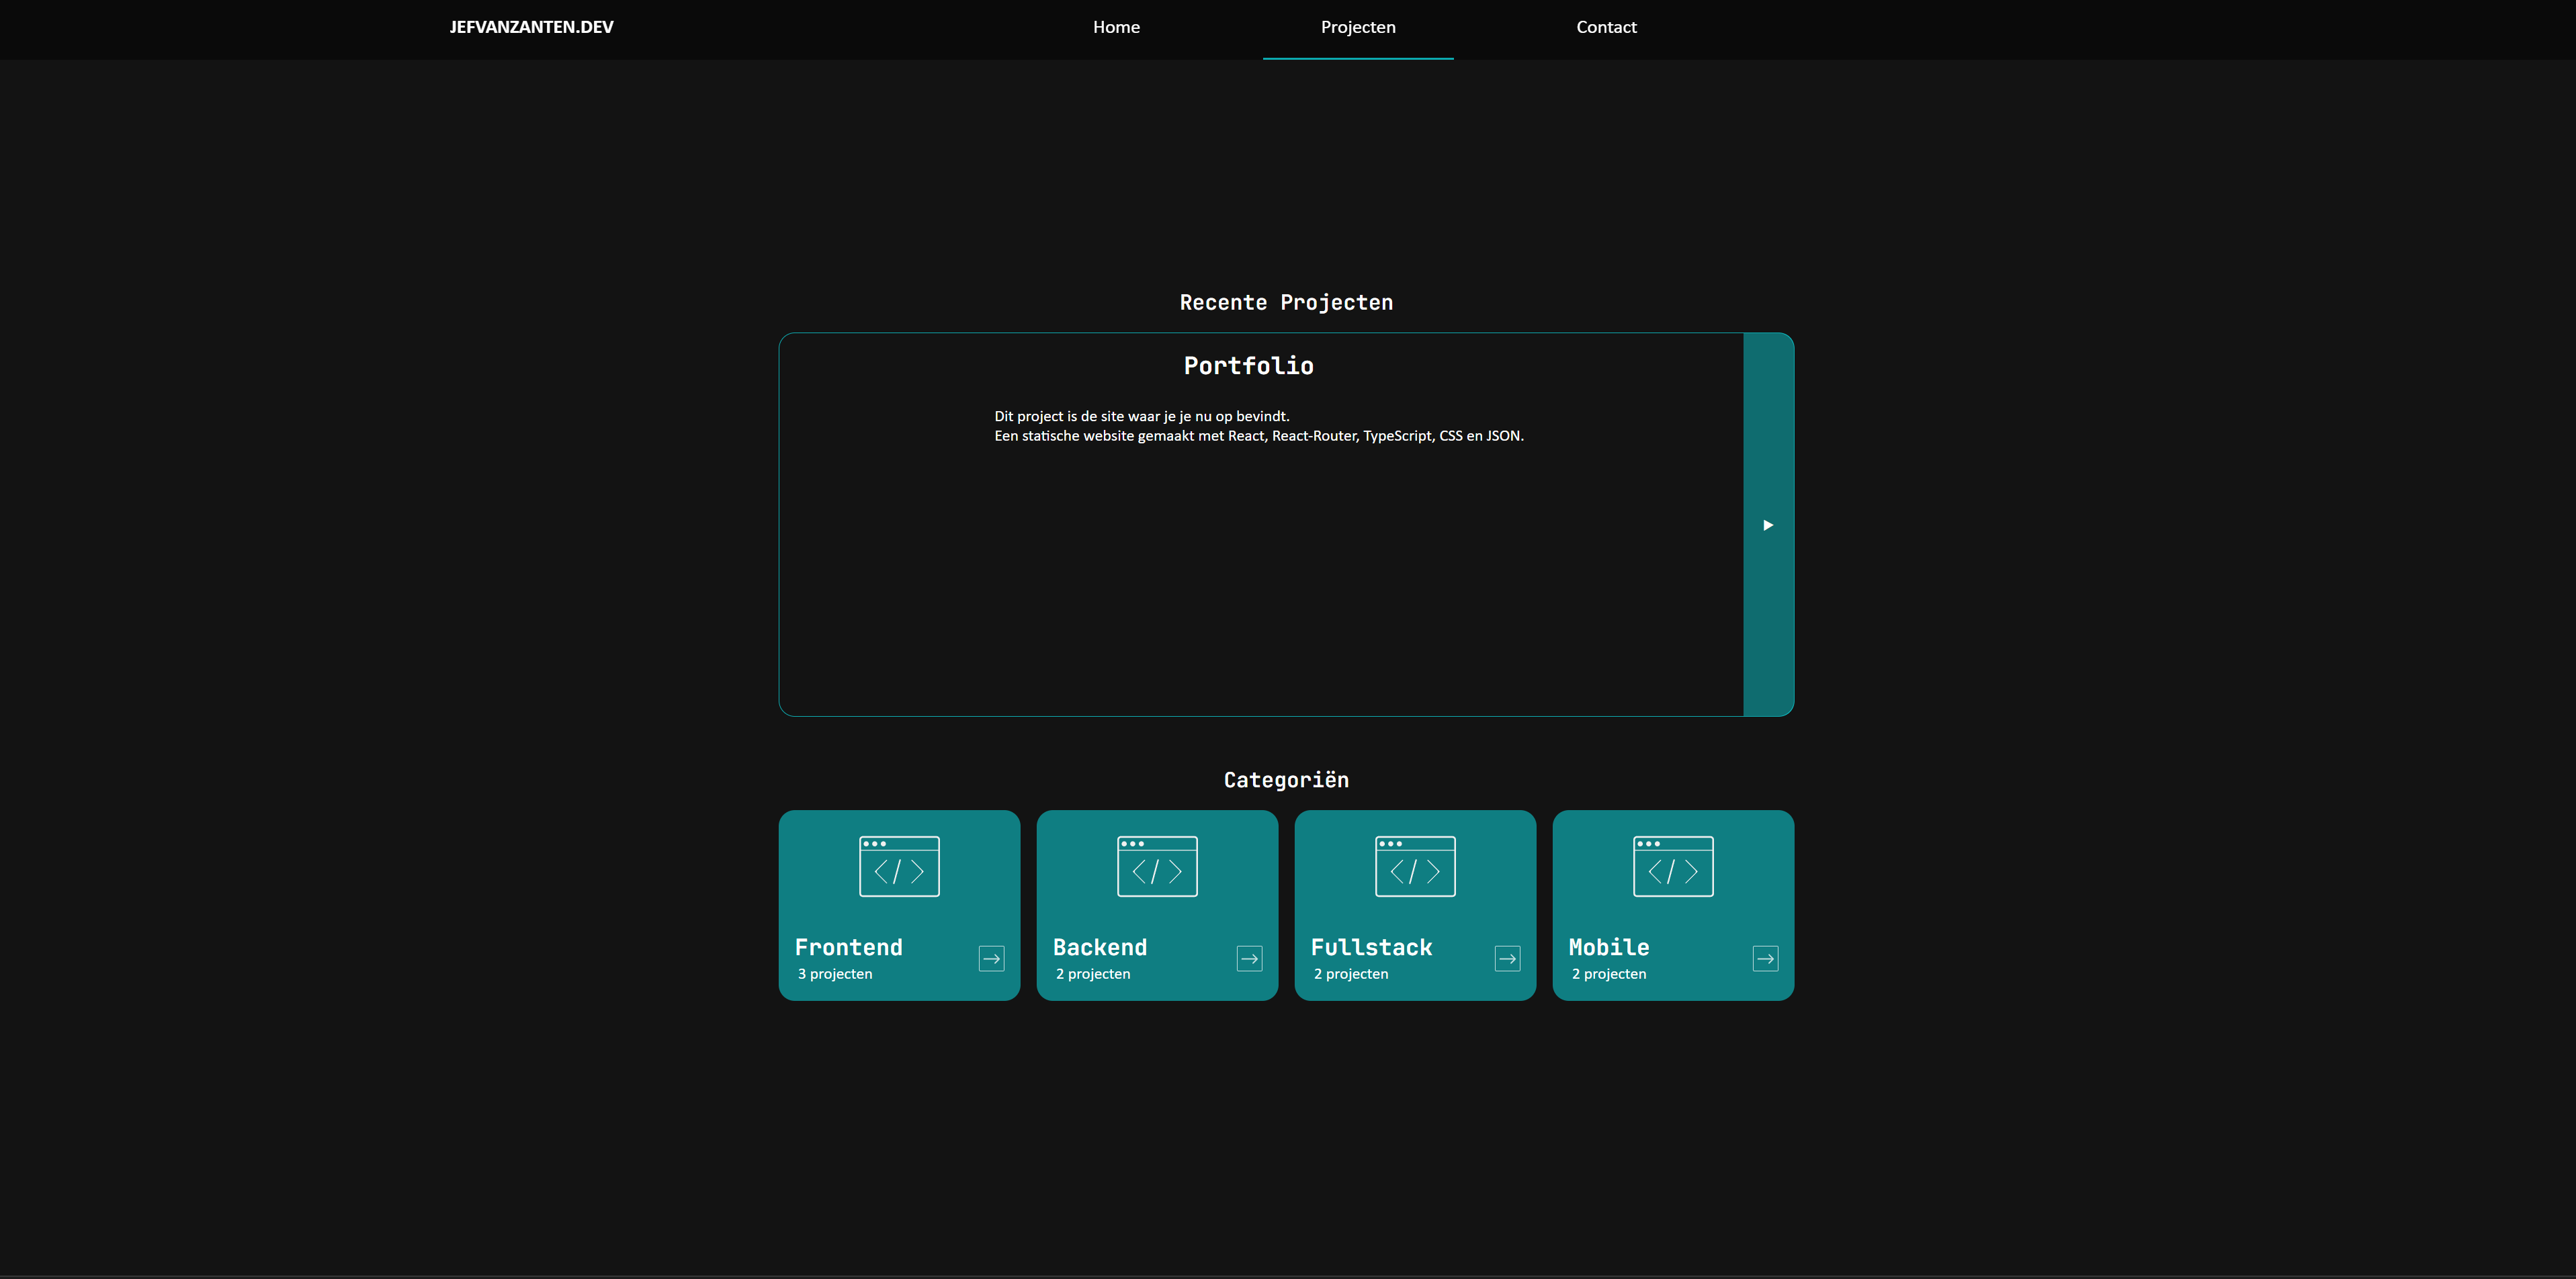 JEFVANZANTEN.DEV
Home
Projecten
Contact
Recente Projecten
Portfolio
Dit project is de site waar je je nu op bevindt.
Een statische website gemaakt met React, React-Router, TypeScript, CSS en JSON.
Categoriën
Frontend
3 projecten
Backend
2 projecten
Fullstack
2 projecten
Mobile
2 projecten